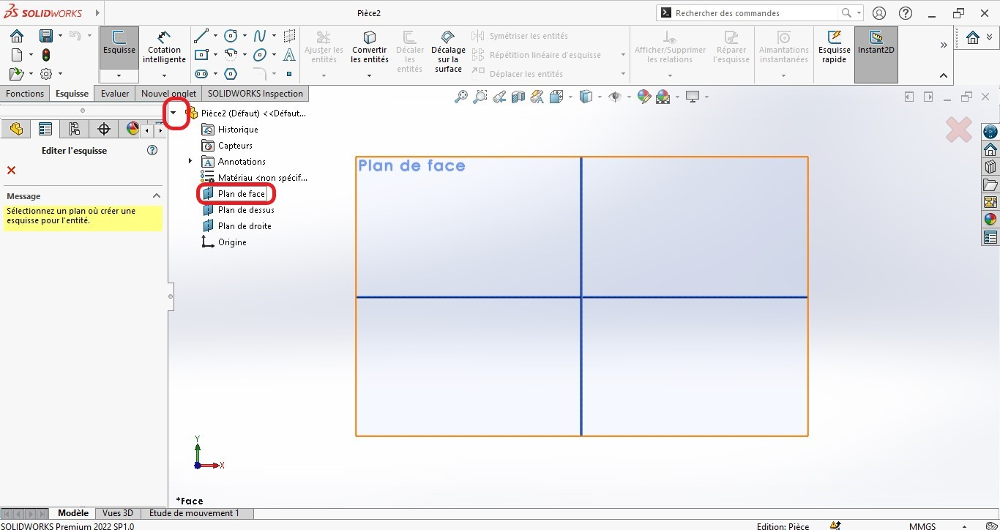 SOLIDWORKS
Pièce2
Rechercher des commandes
Esquisse
Cotation
intelligente
Ajuster les
entités
Convertir
les entités
Décaler
les
entités
Décalage
sur la
surface
Symétriser les entités
Répétition linéaire d'esquisse
Déplacer les entités
Afficher/Supprimer
les relations
Réparer
l'esquisse
Aimantations
instantanées
Esquisse
rapide
Instant2D
Fonctions
Esquisse
Evaluer
Nouvel onglet
SOLIDWORKS Inspection
Pièce2 (Défaut) <<Défaut...
Historique
Capteurs
Annotations
Matériau <non spécif...
Plan de face
Plan de dessus
Plan de droite
Origine
Editer l'esquisse
Message
Sélectionnez un plan où créer une
esquisse pour l'entité.
Plan de face
Y
X
*Face
Modèle
Vues 3D
Etude de mouvement 1
SOLIDWORKS Premium 2022 SP1.0
Edition: Pièce
MMGS